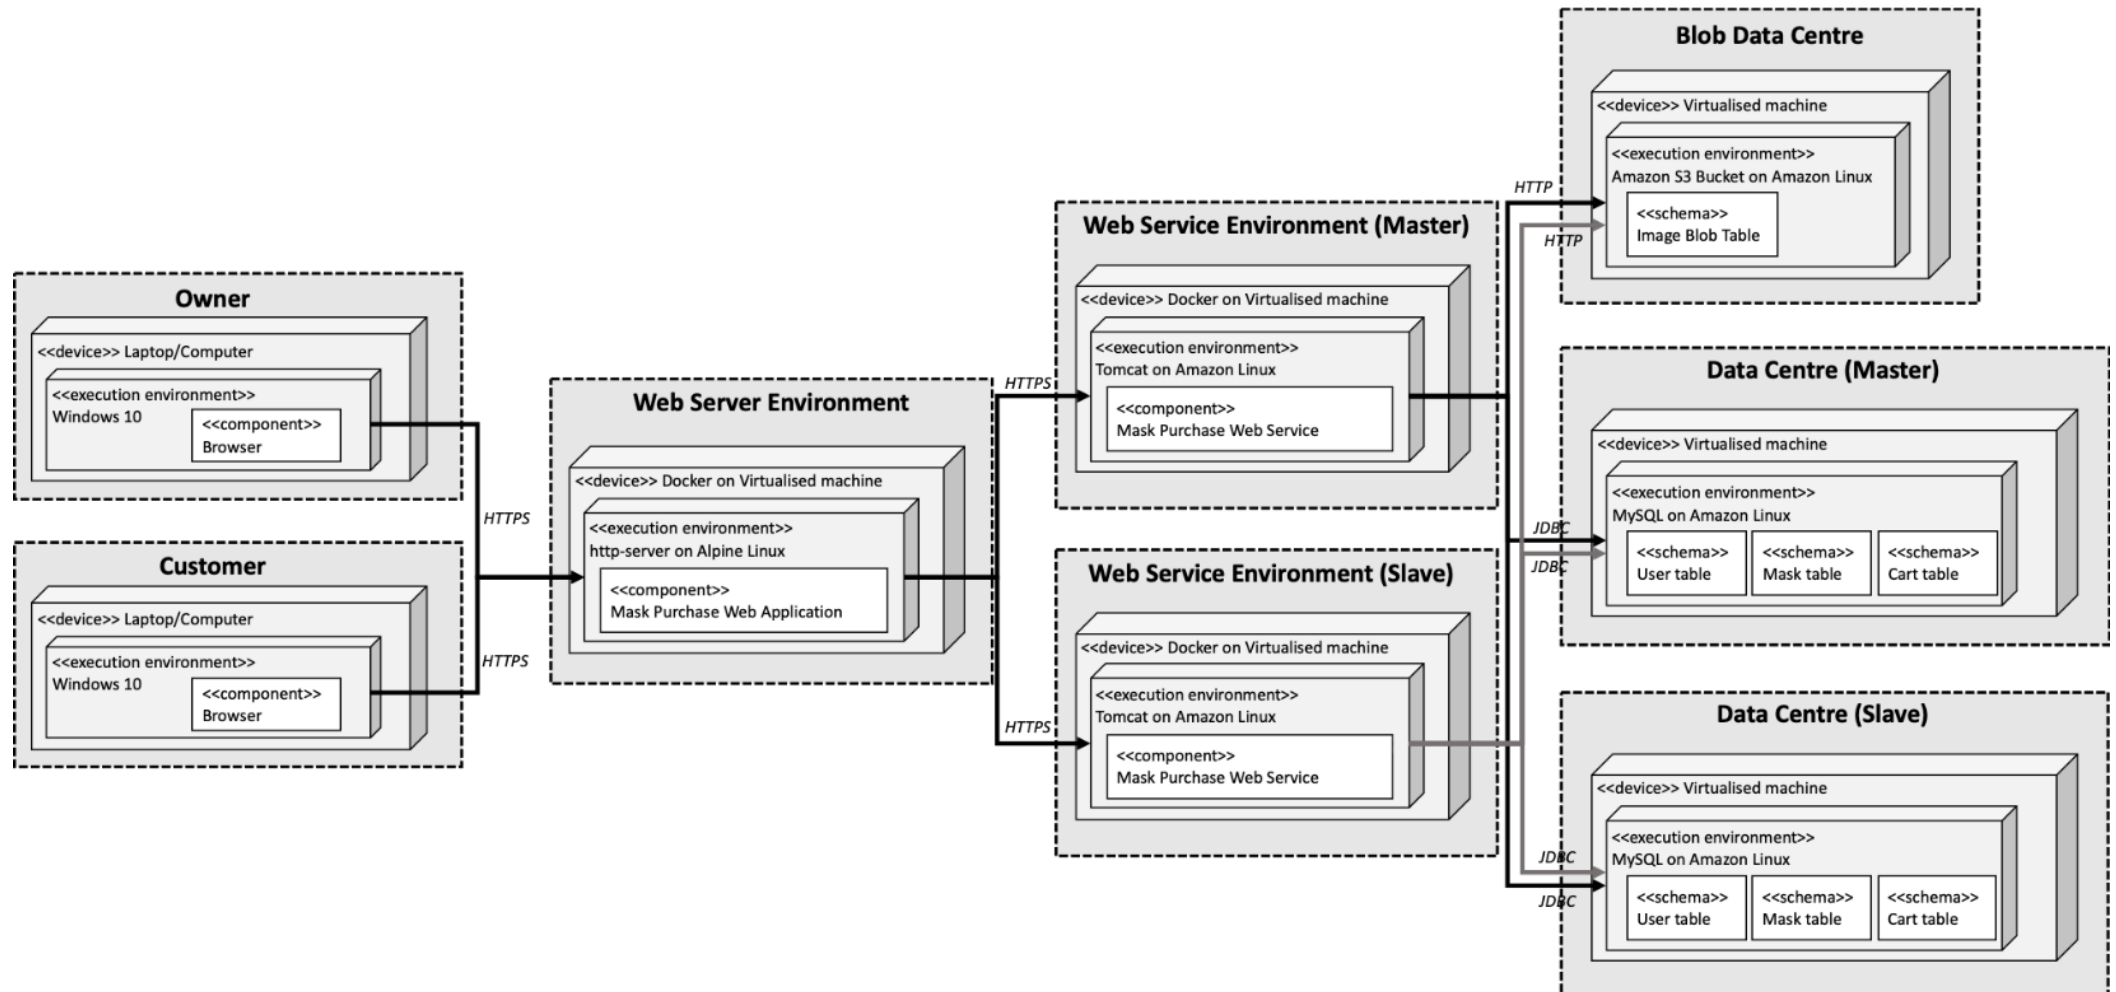 Owner
<<device>> Laptop/Computer
<<execution environment>>
Windows 10
<<component>>
Browser
HTTPS
Customer
<<device>> Laptop/Computer
<<execution environment>>
Windows 10
<<component>>
Browser
HTTPS
Web Server Environment
<<device>> Docker on Virtualised machine
<<execution environment>>
http-server on Alpine Linux
<<component>>
Mask Purchase Web Application
HTTPS
Web Service Environment (Master)
<<device>> Docker on Virtualised machine
<<execution environment>>
Tomcat on Amazon Linux
<<component>>
Mask Purchase Web Service
HTTPS
Web Service Environment (Slave)
<<device>> Docker on Virtualised machine
<<execution environment>>
Tomcat on Amazon Linux
<<component>>
Mask Purchase Web Service
HTTP
HTTP
Blob Data Centre
<<device>> Virtualised machine
<<execution environment>>
Amazon S3 Bucket on Amazon Linux
<<schema>>
Image Blob Table
JDBC
JDBC
Data Centre (Master)
<<device>> Virtualised machine
<<execution environment>>
MySQL on Amazon Linux
<<schema>>
User table
<<schema>>
Mask table
<<schema>>
Cart table
JDBC
JDBC
Data Centre (Slave)
<<device>> Virtualised machine
<<execution environment>>
MySQL on Amazon Linux
<<schema>>
User table
<<schema>>
Mask table
<<schema>>
Cart table